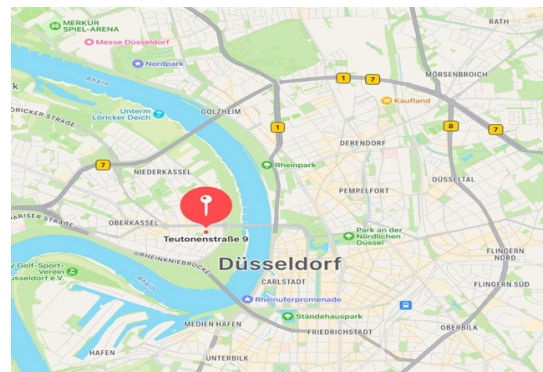 MERKUR
SPIEL-ARENA
RATH
Messe Düsseldorf
Nordpark
MÖRSENBROICH
Rhein
1
7
Kaufland
LÖRICKER STRAßE
Unterm
Löricker Deich
GOLZHEIM
1
8
7
DERENDORF
7
Rheinpark
NIEDERKASSEL
DÜSSELTAL
PEMPELFORT
PARISER STRAßE
OBERKASSEL
Teutonenstraße 9
Park an der
Nördlichen
Düssel
FLINGERN
NORD
RHEINKNIEBRÜCKE
Düsseldorf
Golf-Sport-
Verein
Düsseldorf e.V.
Rhein
CARLSTADT
FLINGERN SÜD
Rheinuferpromenade
Ständehauspark
MEDIEN HAFEN
FRIEDRICHSTADT
OBERBILK
HAFEN
UNTERBILK